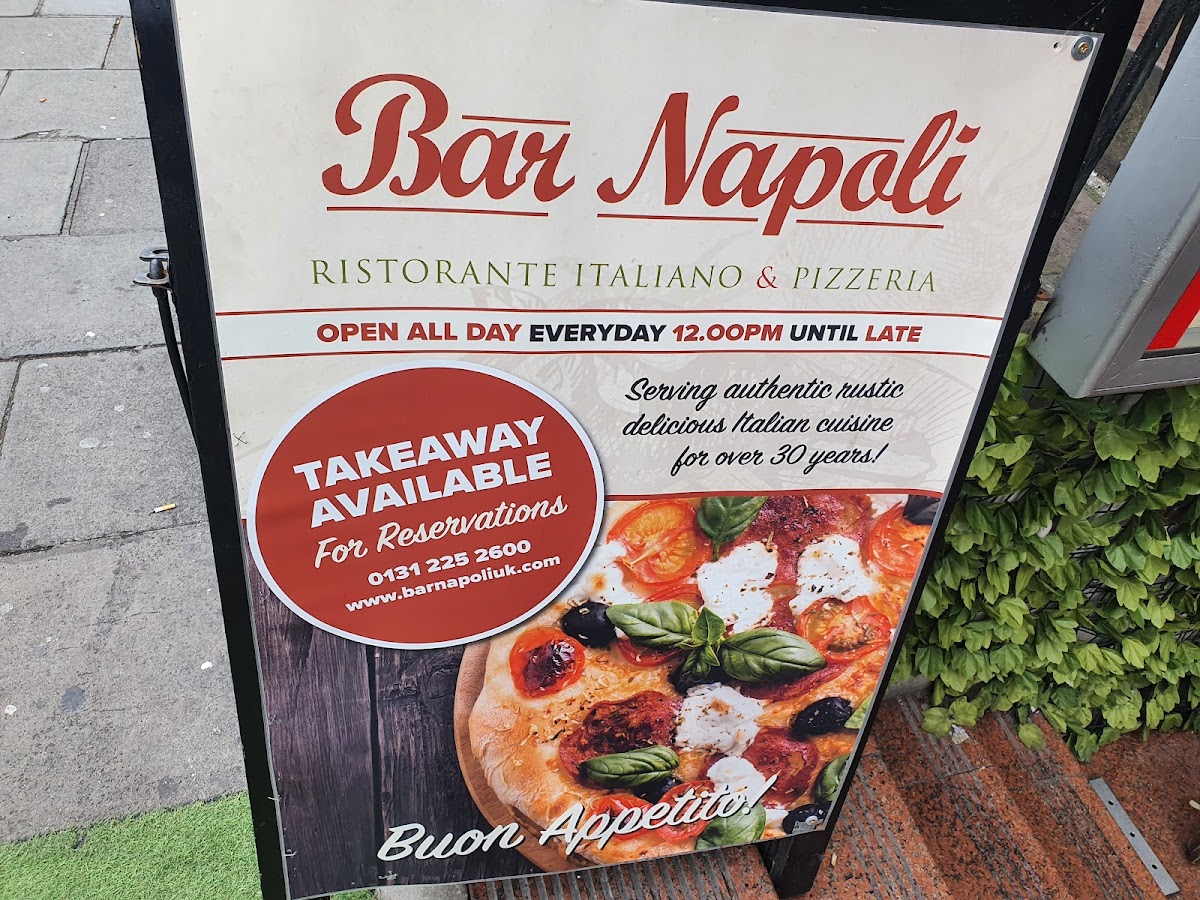 Bar Napoli
RISTORANTE ITALIANO & PIZZERIA
OPEN ALL DAY EVERYDAY 12.00PM UNTIL LATE
Serving authentic rustic
delicious Italian cuisine
for over 30 years!
TAKEAWAY
AVAILABLE
For Reservations
0131 225 2600
www.barnapoliuk.com
Buon Appetito!